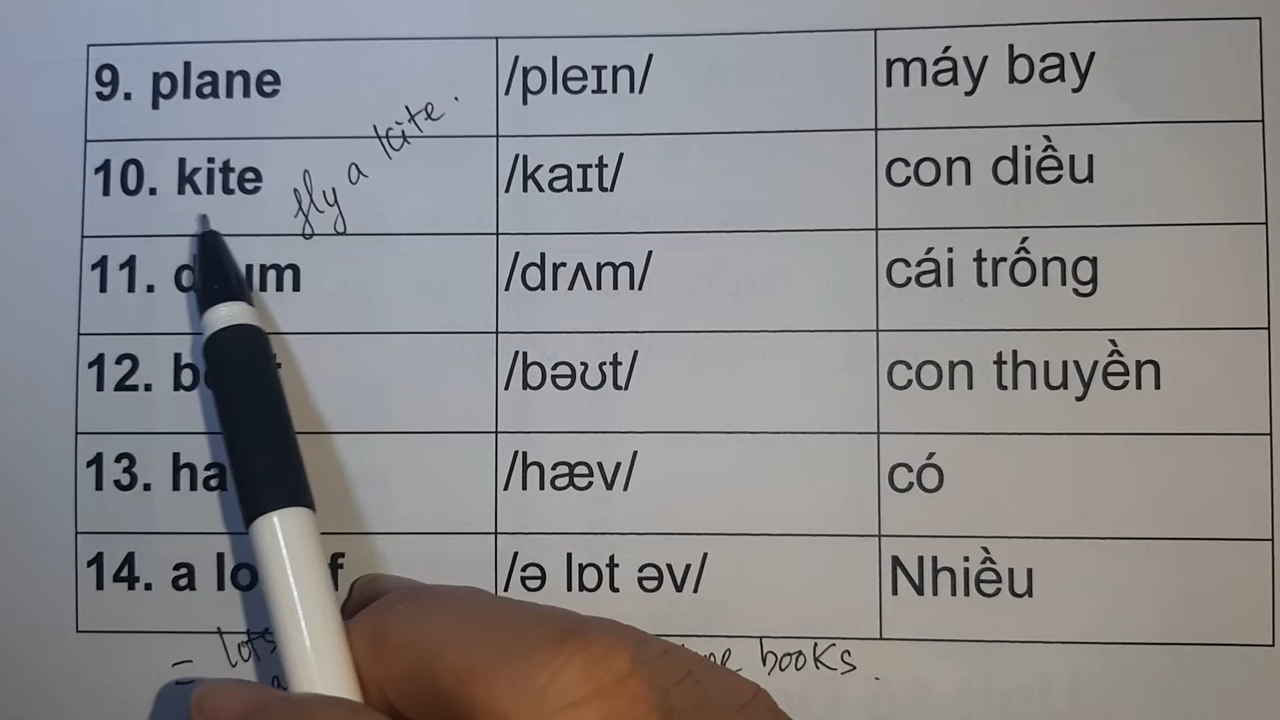 9. plane /pleɪn/ máy bay
10. kite fly a kite. /kaɪt/ con diều
11. /drʌm/ cái trống
12. /bəʊt/ con thuyền
13. /hæv/ có
14. a /ə lɒt əv/ Nhiều
= lots books.
a